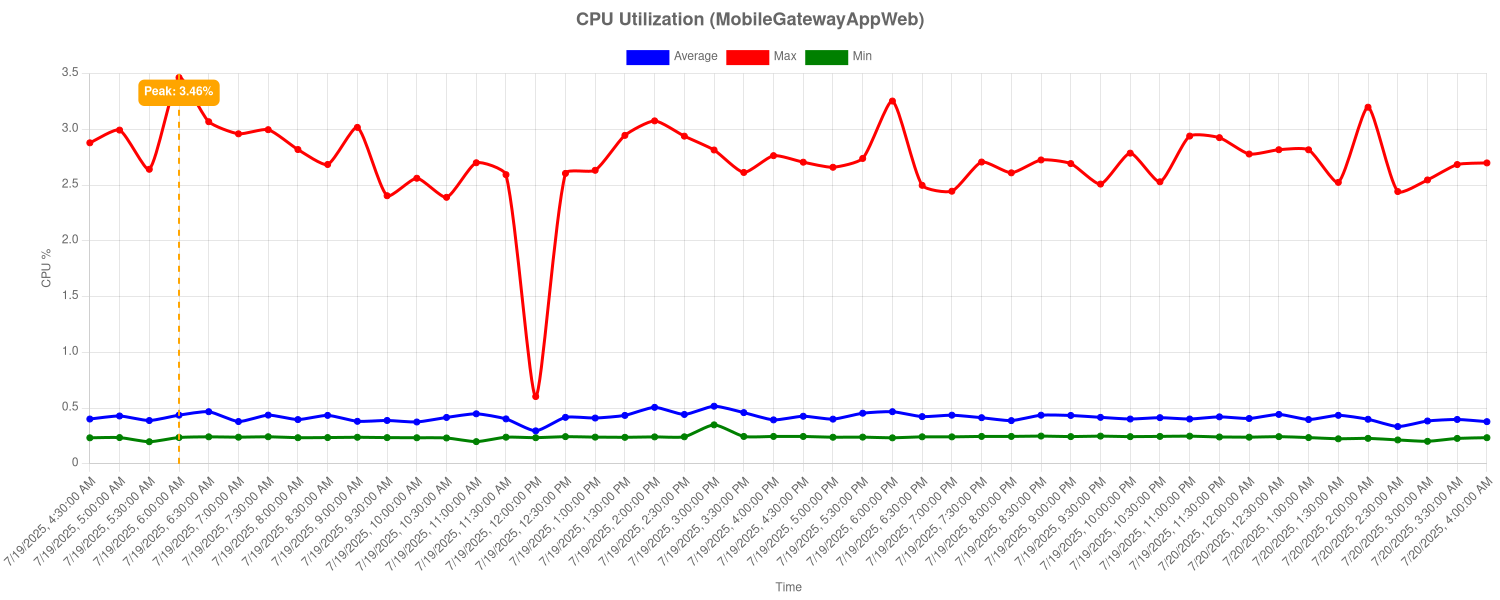 CPU Utilization (MobileGatewayAppWeb)
Average
Max
Min
Peak: 3.46%
3.5
3.0
2.5
2.0
1.5
1.0
0.5
0
CPU %
7/19/2025, 4:30:00 AM
7/19/2025, 5:00:00 AM
7/19/2025, 5:30:00 AM
7/19/2025, 6:00:00 AM
7/19/2025, 6:30:00 AM
7/19/2025, 7:00:00 AM
7/19/2025, 7:30:00 AM
7/19/2025, 8:00:00 AM
7/19/2025, 8:30:00 AM
7/19/2025, 9:00:00 AM
7/19/2025, 9:30:00 AM
7/19/2025, 10:00:00 AM
7/19/2025, 10:30:00 AM
7/19/2025, 11:00:00 AM
7/19/2025, 11:30:00 AM
7/19/2025, 12:00:00 PM
7/19/2025, 12:30:00 PM
7/19/2025, 1:00:00 PM
7/19/2025, 1:30:00 PM
7/19/2025, 2:00:00 PM
7/19/2025, 2:30:00 PM
7/19/2025, 3:00:00 PM
7/19/2025, 3:30:00 PM
7/19/2025, 4:00:00 PM
7/19/2025, 4:30:00 PM
7/19/2025, 5:00:00 PM
7/19/2025, 5:30:00 PM
7/19/2025, 6:00:00 PM
7/19/2025, 6:30:00 PM
7/19/2025, 7:00:00 PM
7/19/2025, 7:30:00 PM
7/19/2025, 8:00:00 PM
7/19/2025, 8:30:00 PM
7/19/2025, 9:00:00 PM
7/19/2025, 9:30:00 PM
7/19/2025, 10:00:00 PM
7/19/2025, 10:30:00 PM
7/19/2025, 11:00:00 PM
7/19/2025, 11:30:00 PM
7/20/2025, 12:00:00 AM
7/20/2025, 12:30:00 AM
7/20/2025, 1:00:00 AM
7/20/2025, 1:30:00 AM
7/20/2025, 2:00:00 AM
7/20/2025, 2:30:00 AM
7/20/2025, 3:00:00 AM
7/20/2025, 3:30:00 AM
7/20/2025, 4:00:00 AM
Time